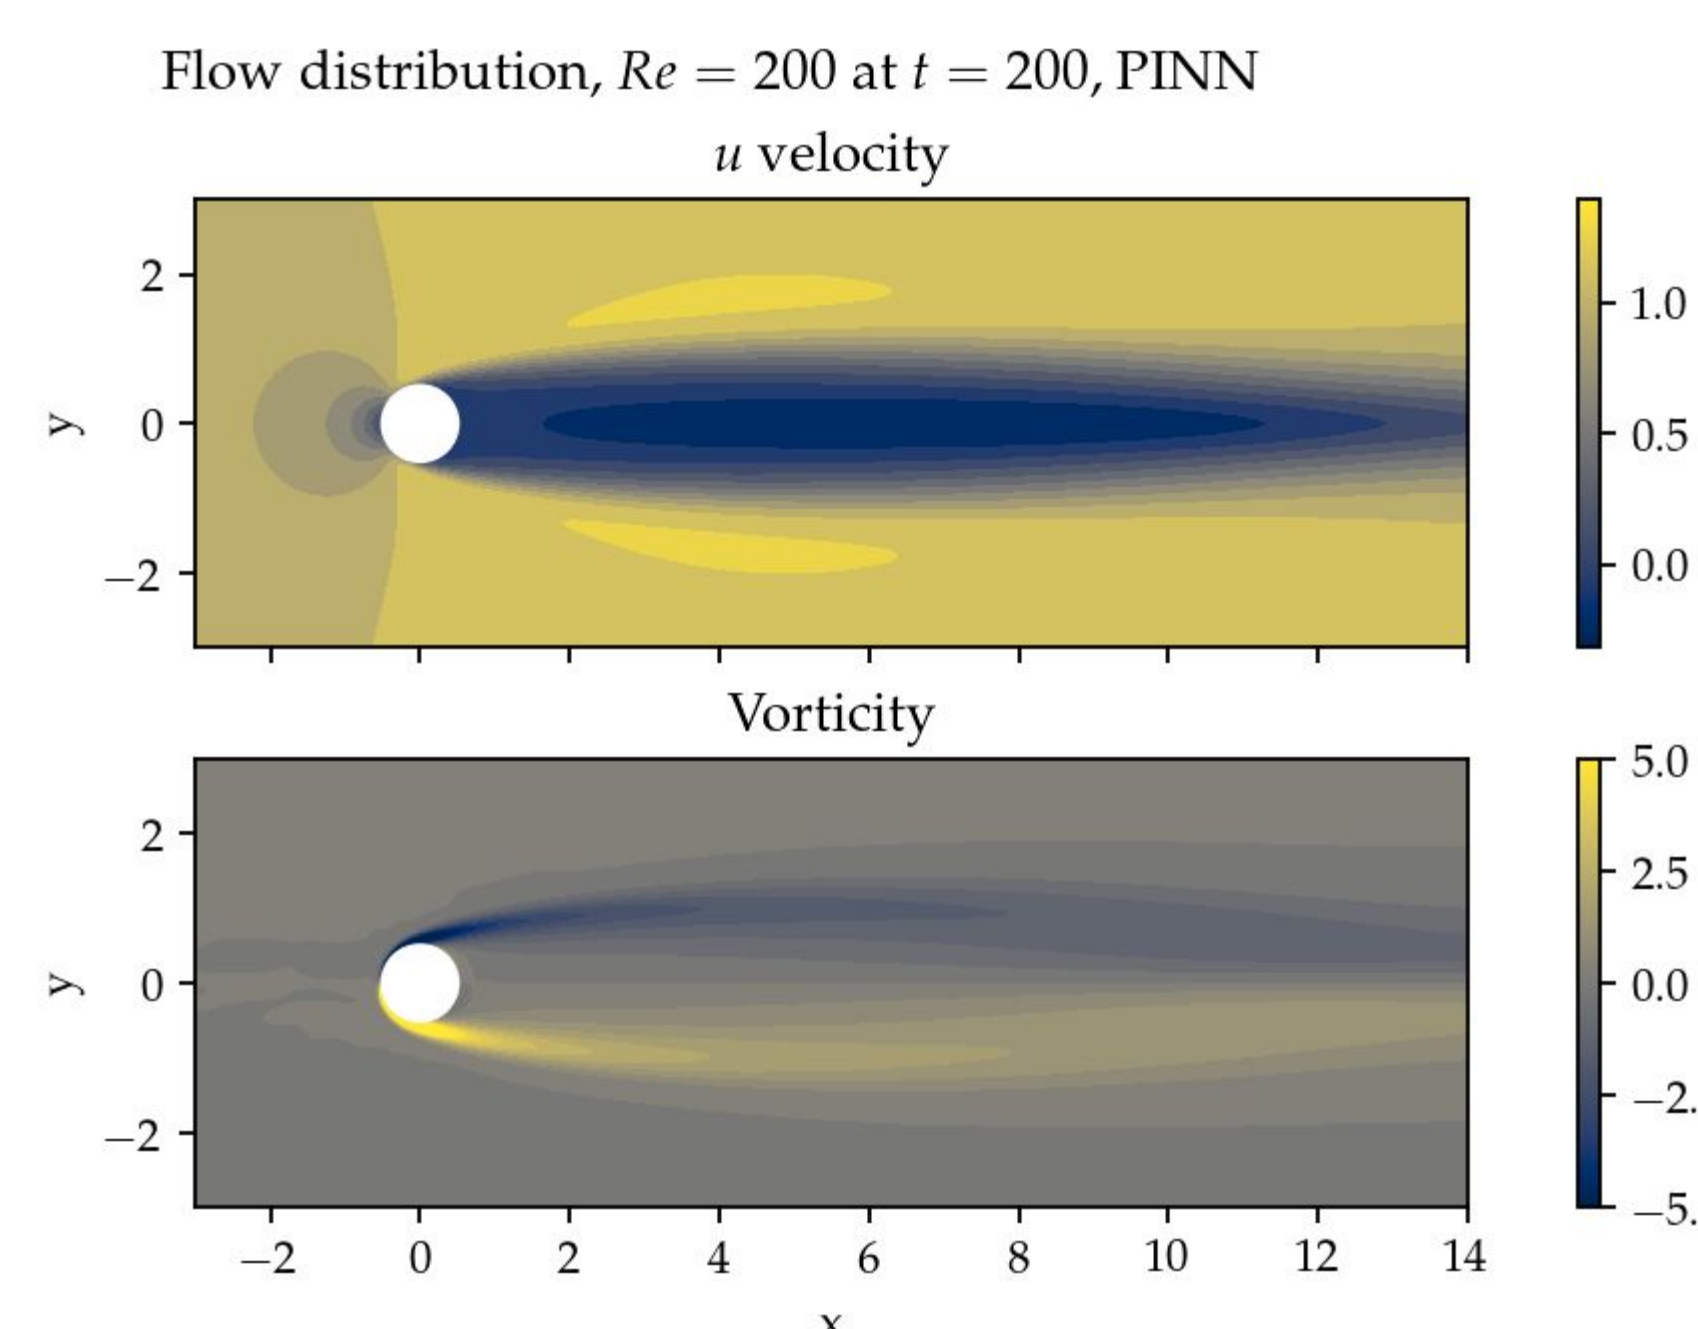 Flow distribution, Re = 200 at t = 200, PINN
u velocity
2
0
−2
y
1.0
0.5
0.0
Vorticity
2
0
−2
y
−2 0 2 4 6 8 10 12 14
x
5.0
2.5
0.0
−2.
−5.